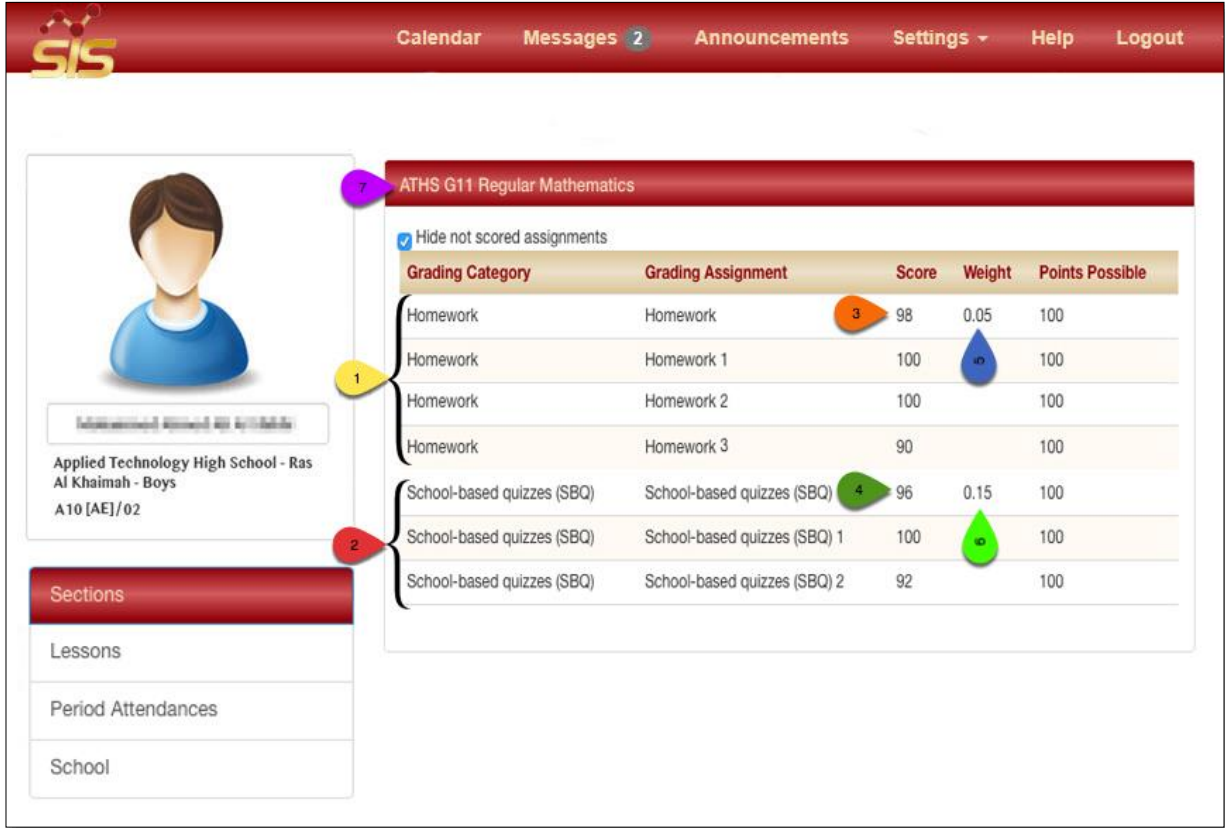 SIS
Calendar Messages 2 Announcements Settings Help Logout
7 ATHS G11 Regular Mathematics
Hide not scored assignments
Grading Category Grading Assignment Score Weight Points Possible
Homework Homework 3 98 0.05 100
Homework Homework 1 100 5 100
1
Homework Homework 2 100 100
Homework Homework 3 90 100
School-based quizzes (SBQ) School-based quizzes (SBQ) 4 96 0.15 100
2 School-based quizzes (SBQ) School-based quizzes (SBQ) 1 100 6 100
School-based quizzes (SBQ) School-based quizzes (SBQ) 2 92 100
Applied Technology High School - Ras
Al Khaimah - Boys
A10 [AE]/02
Sections
Lessons
Period Attendances
School